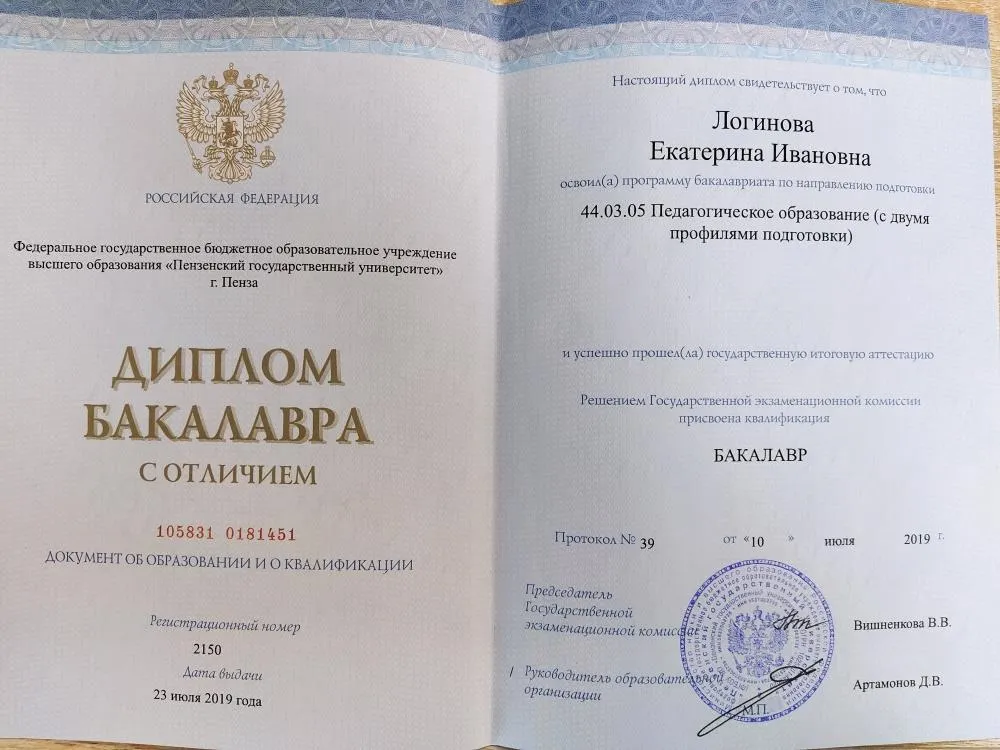 РОССИЙСКАЯ ФЕДЕРАЦИЯ
Федеральное государственное бюджетное образовательное учреждение
высшего образования «Пензенский государственный университет»
г. Пенза
ДИПЛОМ
БАКАЛАВРА
С ОТЛИЧИЕМ
105831 0181451
ДОКУМЕНТ ОБ ОБРАЗОВАНИИ И О КВАЛИФИКАЦИИ
Регистрационный номер
2150
Дата выдачи
23 июля 2019 года
Настоящий диплом свидетельствует о том, что
Логинова
Екатерина Ивановна
освоил(а) программу бакалавриата по направлению подготовки
44.03.05 Педагогическое образование (с двумя
профилями подготовки)
и успешно прошел(ла) государственную итоговую аттестацию
Решением Государственной экзаменационной комиссии
присвоена квалификация
БАКАЛАВР
Протокол № 39 от «10» июля 2019 г.
Председатель
Государственной
экзаменационной комиссии
Вишненкова В.В.
/ Руководитель образовательной
организации
Артамонов Д.В.
М.П.